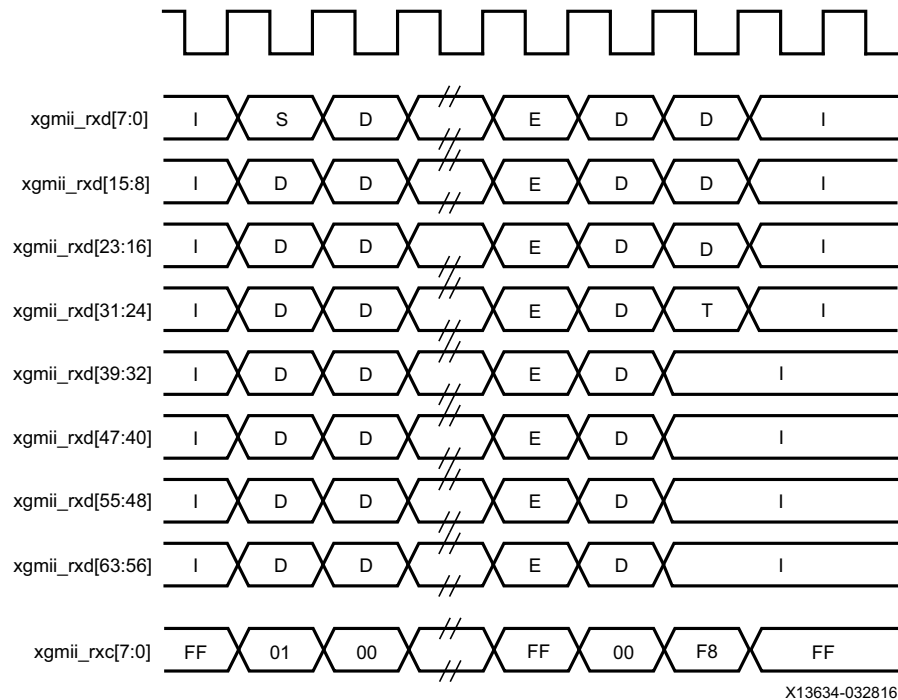 xgmii_rxd[7:0] I S D E D D I
xgmii_rxd[15:8] I D D E D D I
xgmii_rxd[23:16] I D D E D D I
xgmii_rxd[31:24] I D D E D T I
xgmii_rxd[39:32] I D D E D I
xgmii_rxd[47:40] I D D E D I
xgmii_rxd[55:48] I D D E D I
xgmii_rxd[63:56] I D D E D I
xgmii_rxc[7:0] FF 01 00 FF 00 F8 FF
X13634-032816